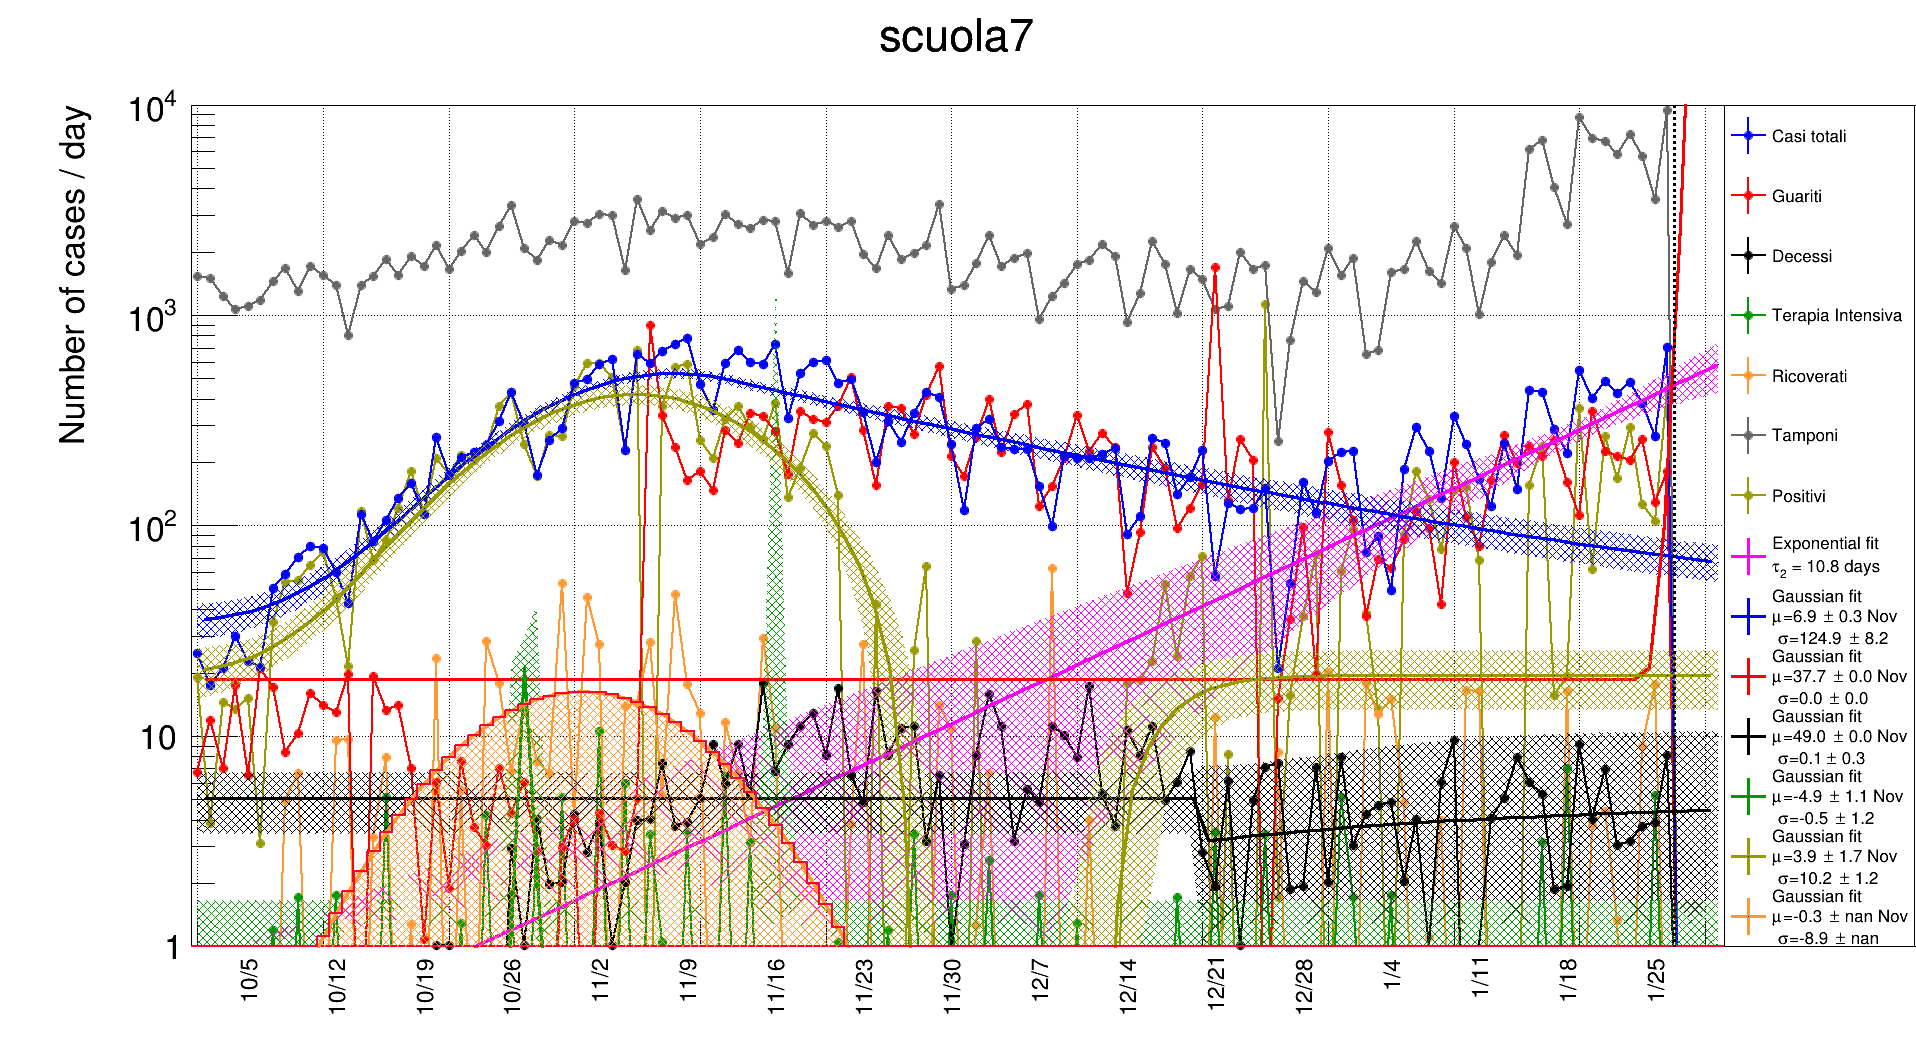 scuola7
Number of cases / day
10^4
10^3
10^2
10
1
10/5
10/12
10/19
10/26
11/2
11/9
11/16
11/23
11/30
12/7
12/14
12/21
12/28
1/4
1/11
1/18
1/25
Casi totali
Guariti
Decessi
Terapia Intensiva
Ricoverati
Tamponi
Positivi
Exponential fit
τ₂ = 10.8 days
Gaussian fit
μ=6.9 ± 0.3 Nov
σ=124.9 ± 8.2
Gaussian fit
μ=37.7 ± 0.0 Nov
σ=0.0 ± 0.0
Gaussian fit
μ=49.0 ± 0.0 Nov
σ=0.1 ± 0.3
Gaussian fit
μ=-4.9 ± 1.1 Nov
σ=-0.5 ± 1.2
Gaussian fit
μ=3.9 ± 1.7 Nov
σ=10.2 ± 1.2
Gaussian fit
μ=-0.3 ± nan Nov
σ=-8.9 ± nan